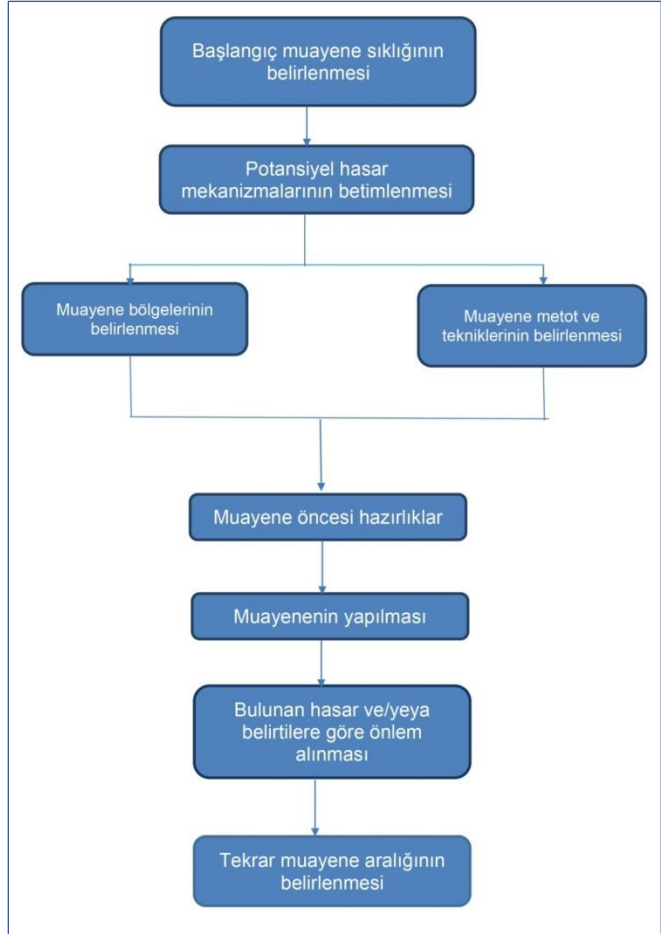 Başlangıç muayene sıklığının
belirlenmesi
Potansiyel hasar
mekanizmalarının betimlenmesi
Muayene bölgelerinin
belirlenmesi
Muayene metot ve
tekniklerinin belirlenmesi
Muayene öncesi hazırlıklar
Muayenenin yapılması
Bulunan hasar ve/yeya
belirtilere göre önlem
alınması
Tekrar muayene aralığının
belirlenmesi